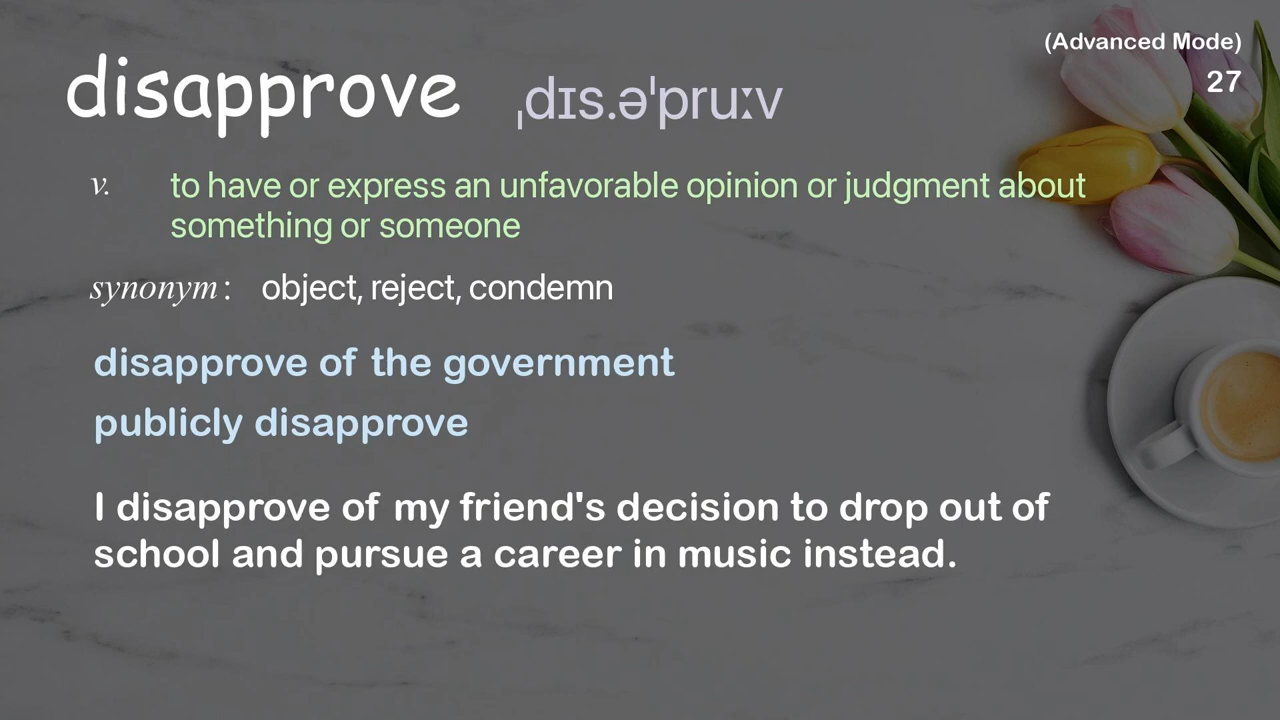 (Advanced Mode)
disapprove ˌdɪs.əˈpruːv
27
v. to have or express an unfavorable opinion or judgment about
something or someone
synonym : object, reject, condemn
disapprove of the government
publicly disapprove
I disapprove of my friend's decision to drop out of
school and pursue a career in music instead.